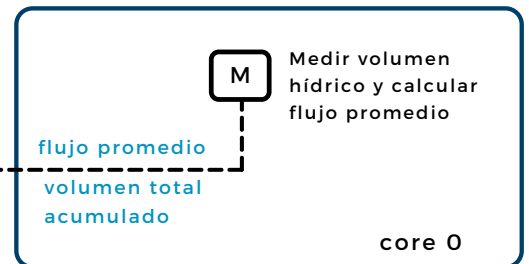 M
Medir volumen
hídrico y calcular
flujo promedio
flujo promedio
volumen total
acumulado
core 0